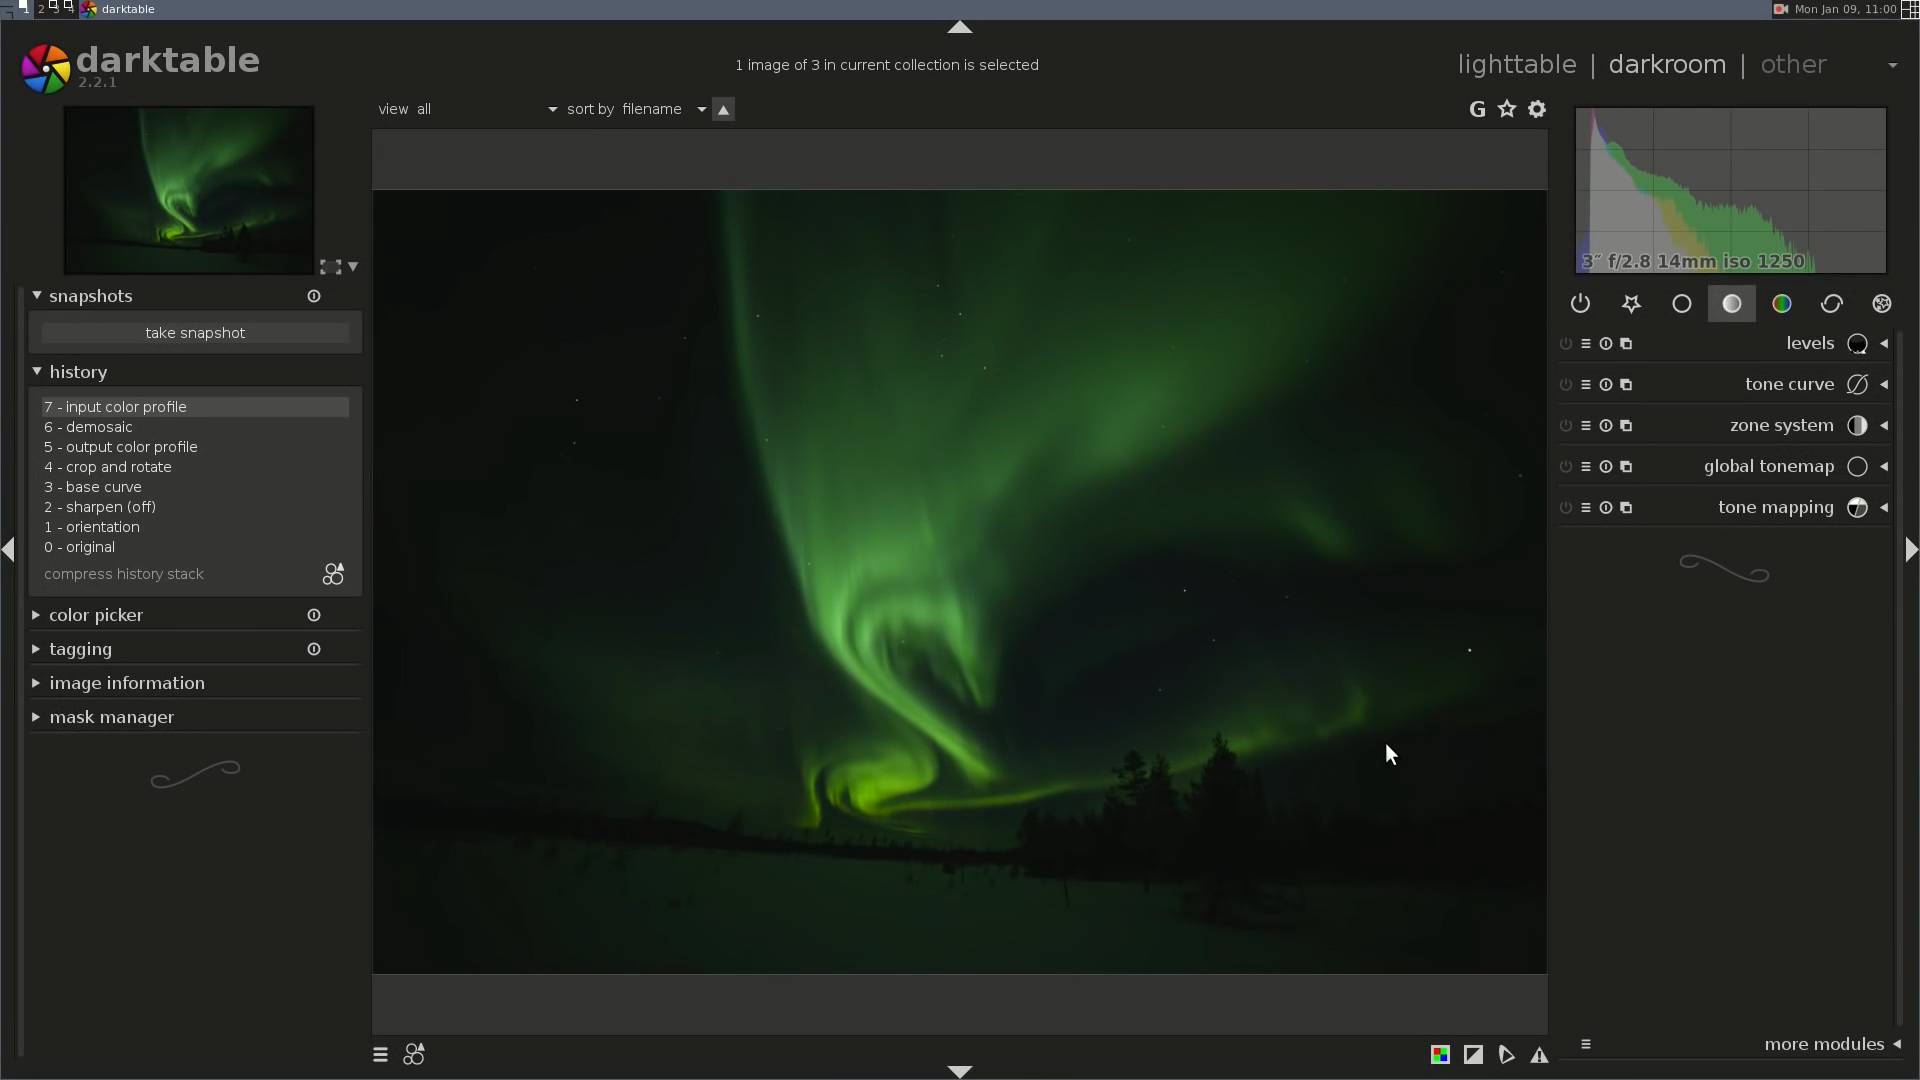 1 2 3 4 darktable
Mon Jan 09, 11:00
darktable
2.2.1
1 image of 3 in current collection is selected
lighttable | darkroom | other
view all
sort by filename
G
3″ f/2.8 14mm iso 1250
snapshots
take snapshot
history
7 - input color profile
6 - demosaic
5 - output color profile
4 - crop and rotate
3 - base curve
2 - sharpen (off)
1 - orientation
0 - original
compress history stack
color picker
tagging
image information
mask manager
levels
tone curve
zone system
global tonemap
tone mapping
more modules